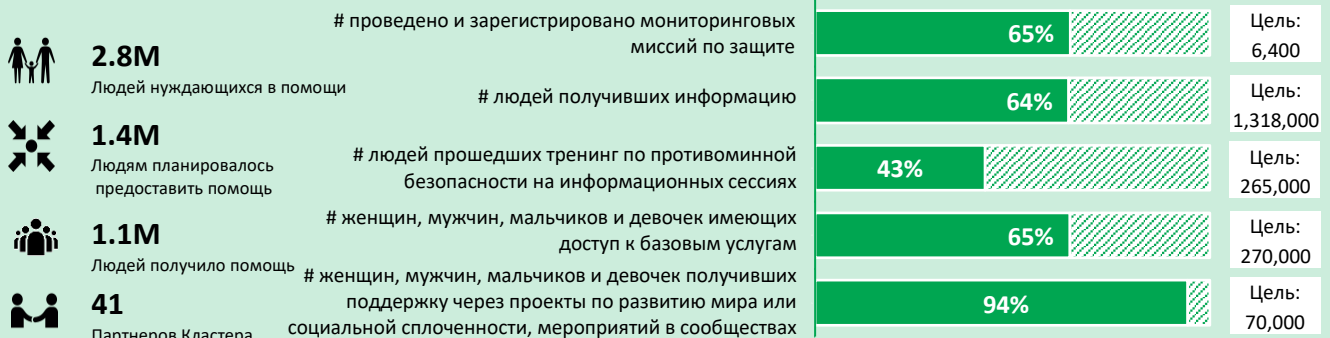 2.8M
Людей нуждающихся в помощи
1.4M
Людям планировалось
предоставить помощь
1.1M
Людей получило помощь
41
Партнеров Кластера
# проведено и зарегистрировано мониторинговых
миссий по защите
65%
Цель:
6,400
# людей получивших информацию
64%
Цель:
1,318,000
# людей прошедших тренинг по противоминной
безопасности на информационных сессиях
43%
Цель:
265,000
# женщин, мужчин, мальчиков и девочек имеющих
доступ к базовым услугам
65%
Цель:
270,000
# женщин, мужчин, мальчиков и девочек получивших
поддержку через проекты по развитию мира или
социальной сплоченности, мероприятий в сообществах
94%
Цель:
70,000